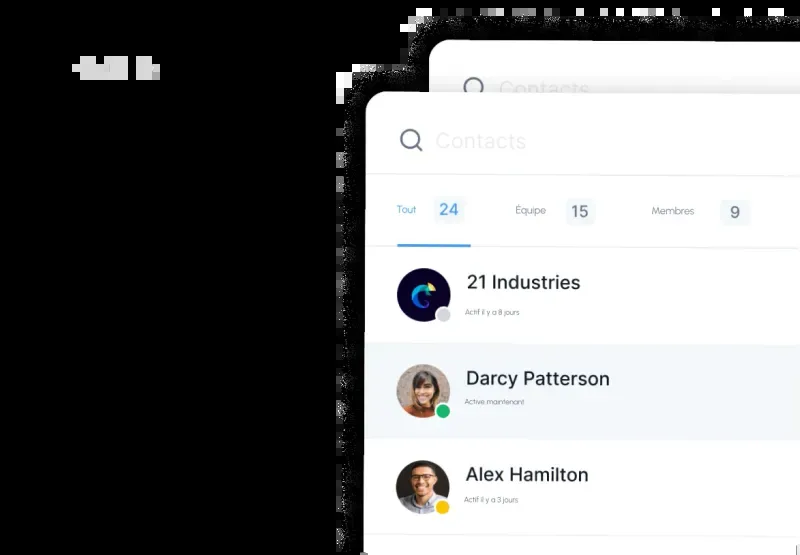 Contacts
Contacts
Tout 24 Équipe 15 Membres 9
21 Industries
Actif il y a 8 jours
Darcy Patterson
Active maintenant
Alex Hamilton
Actif il y a 3 jours